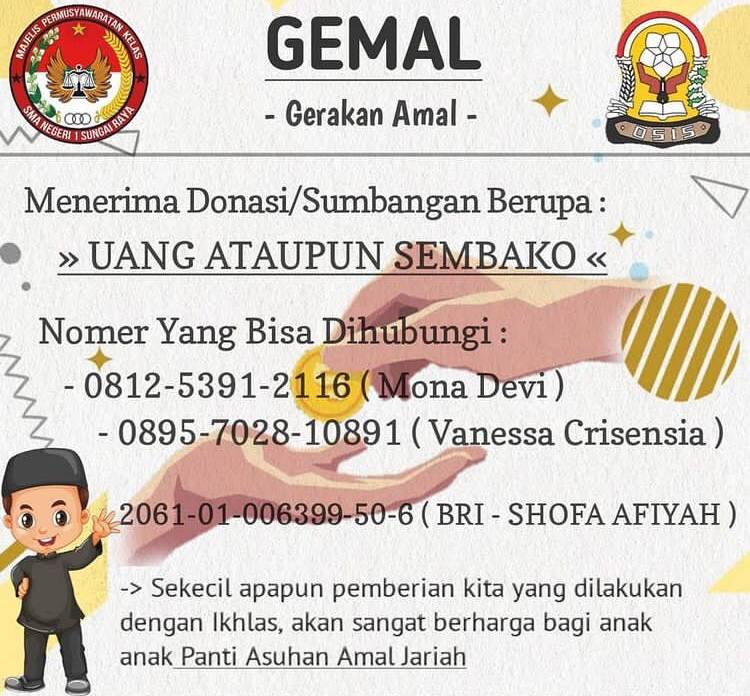 MAJELIS PERMUSYAWARATAN KELAS
SMA NEGERI 1 SUNGAI RAYA
GEMAL
- Gerakan Amal -
OSIS
Menerima Donasi/Sumbangan Berupa :
» UANG ATAUPUN SEMBAKO «
Nomer Yang Bisa Dihubungi :
- 0812-5391-2116 ( Mona Devi )
- 0895-7028-10891 ( Vanessa Crisensia )
2061-01-006399-50-6 ( BRI - SHOFA AFIYAH )
-> Sekecil apapun pemberian kita yang dilakukan
dengan Ikhlas, akan sangat berharga bagi anak
anak Panti Asuhan Amal Jariah